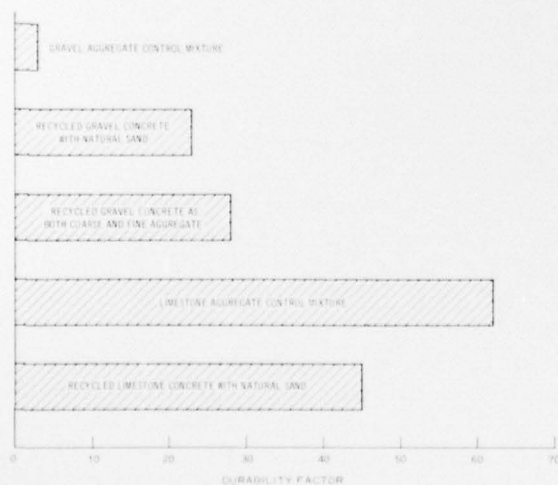 GRAVEL AGGREGATE CONTROL MIXTURE
RECYCLED GRAVEL CONCRETE
WITH NATURAL SAND
RECYCLED GRAVEL CONCRETE AS
BOTH COARSE AND FINE AGGREGATE
LIMESTONE AGGREGATE CONTROL MIXTURE
RECYCLED LIMESTONE CONCRETE WITH NATURAL SAND
0 10 20 30 40 50 60 70
DURABILITY FACTOR